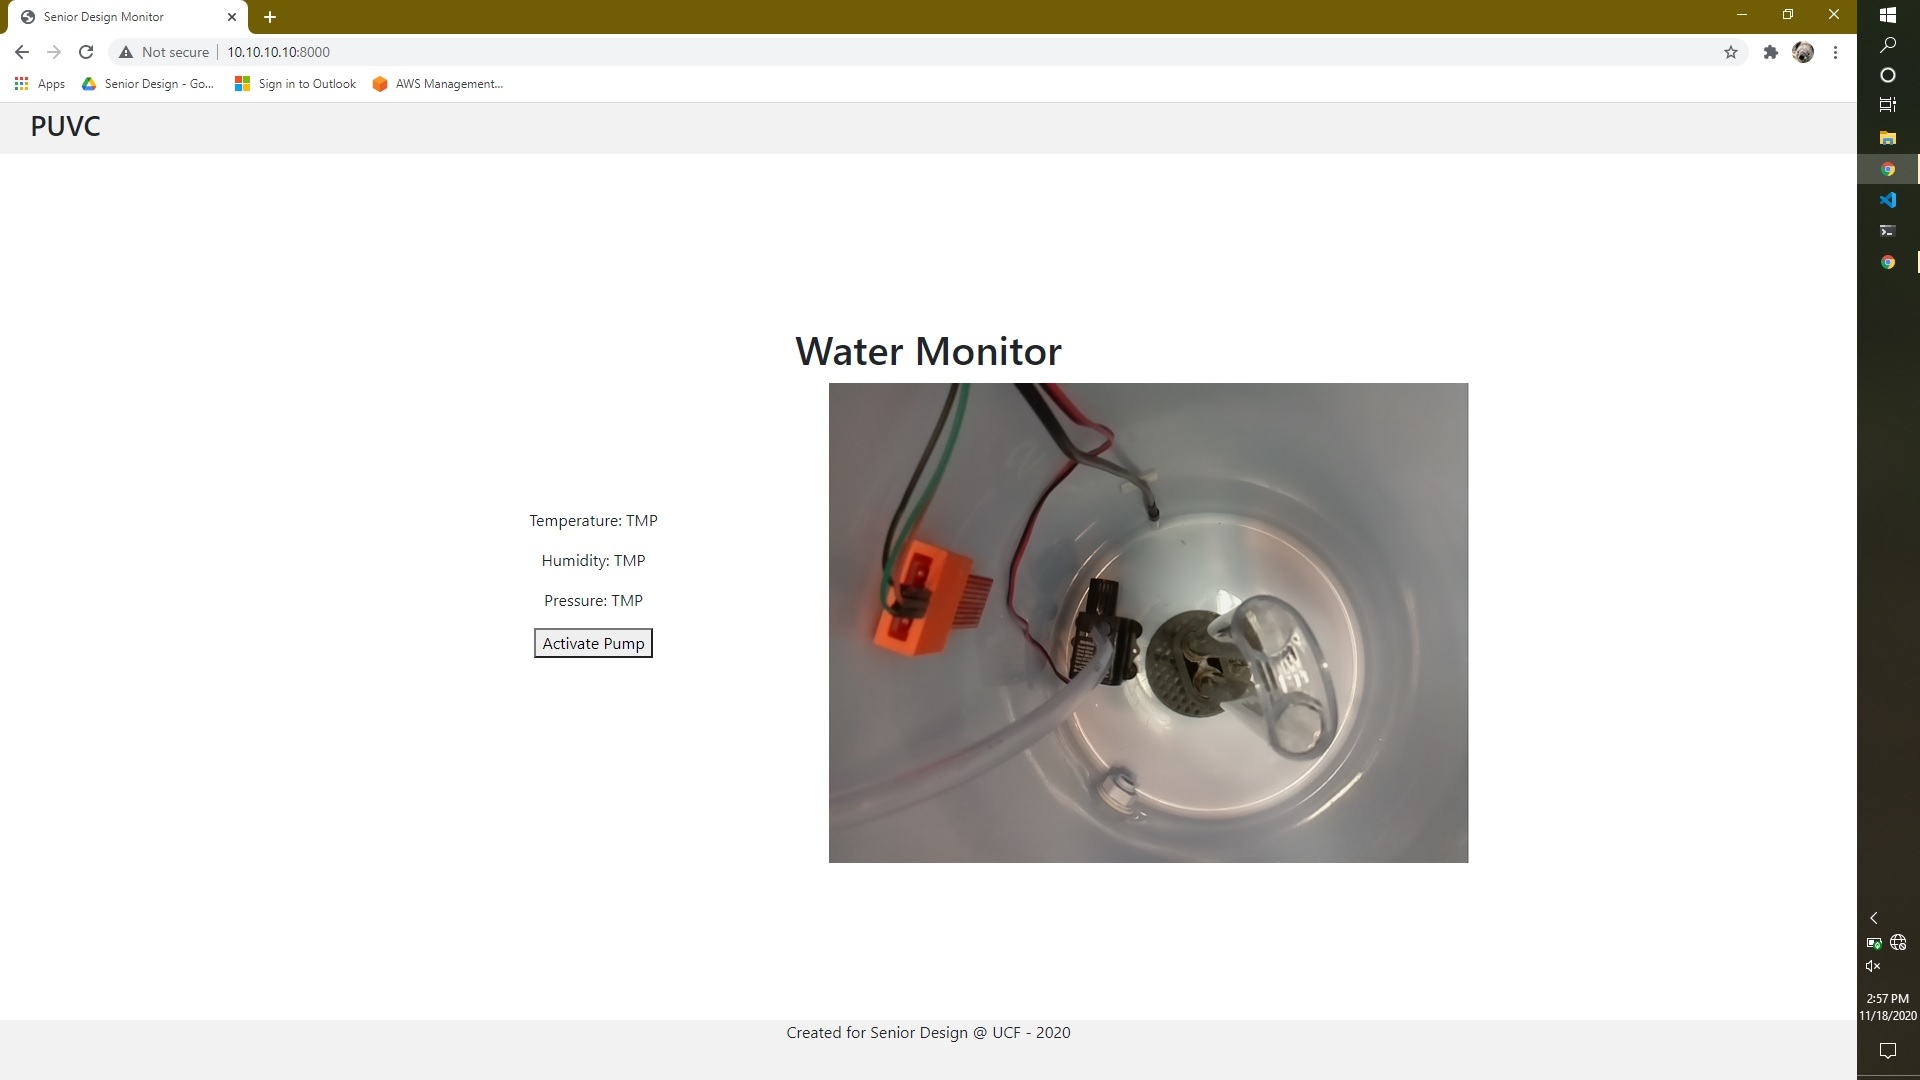 Senior Design Monitor
Not secure
10.10.10.10:8000
Apps
Senior Design - Go...
Sign in to Outlook
AWS Management...
PUVC
Water Monitor
Temperature: TMP
Humidity: TMP
Pressure: TMP
Activate Pump
Created for Senior Design @ UCF - 2020
2:57 PM
11/18/2020